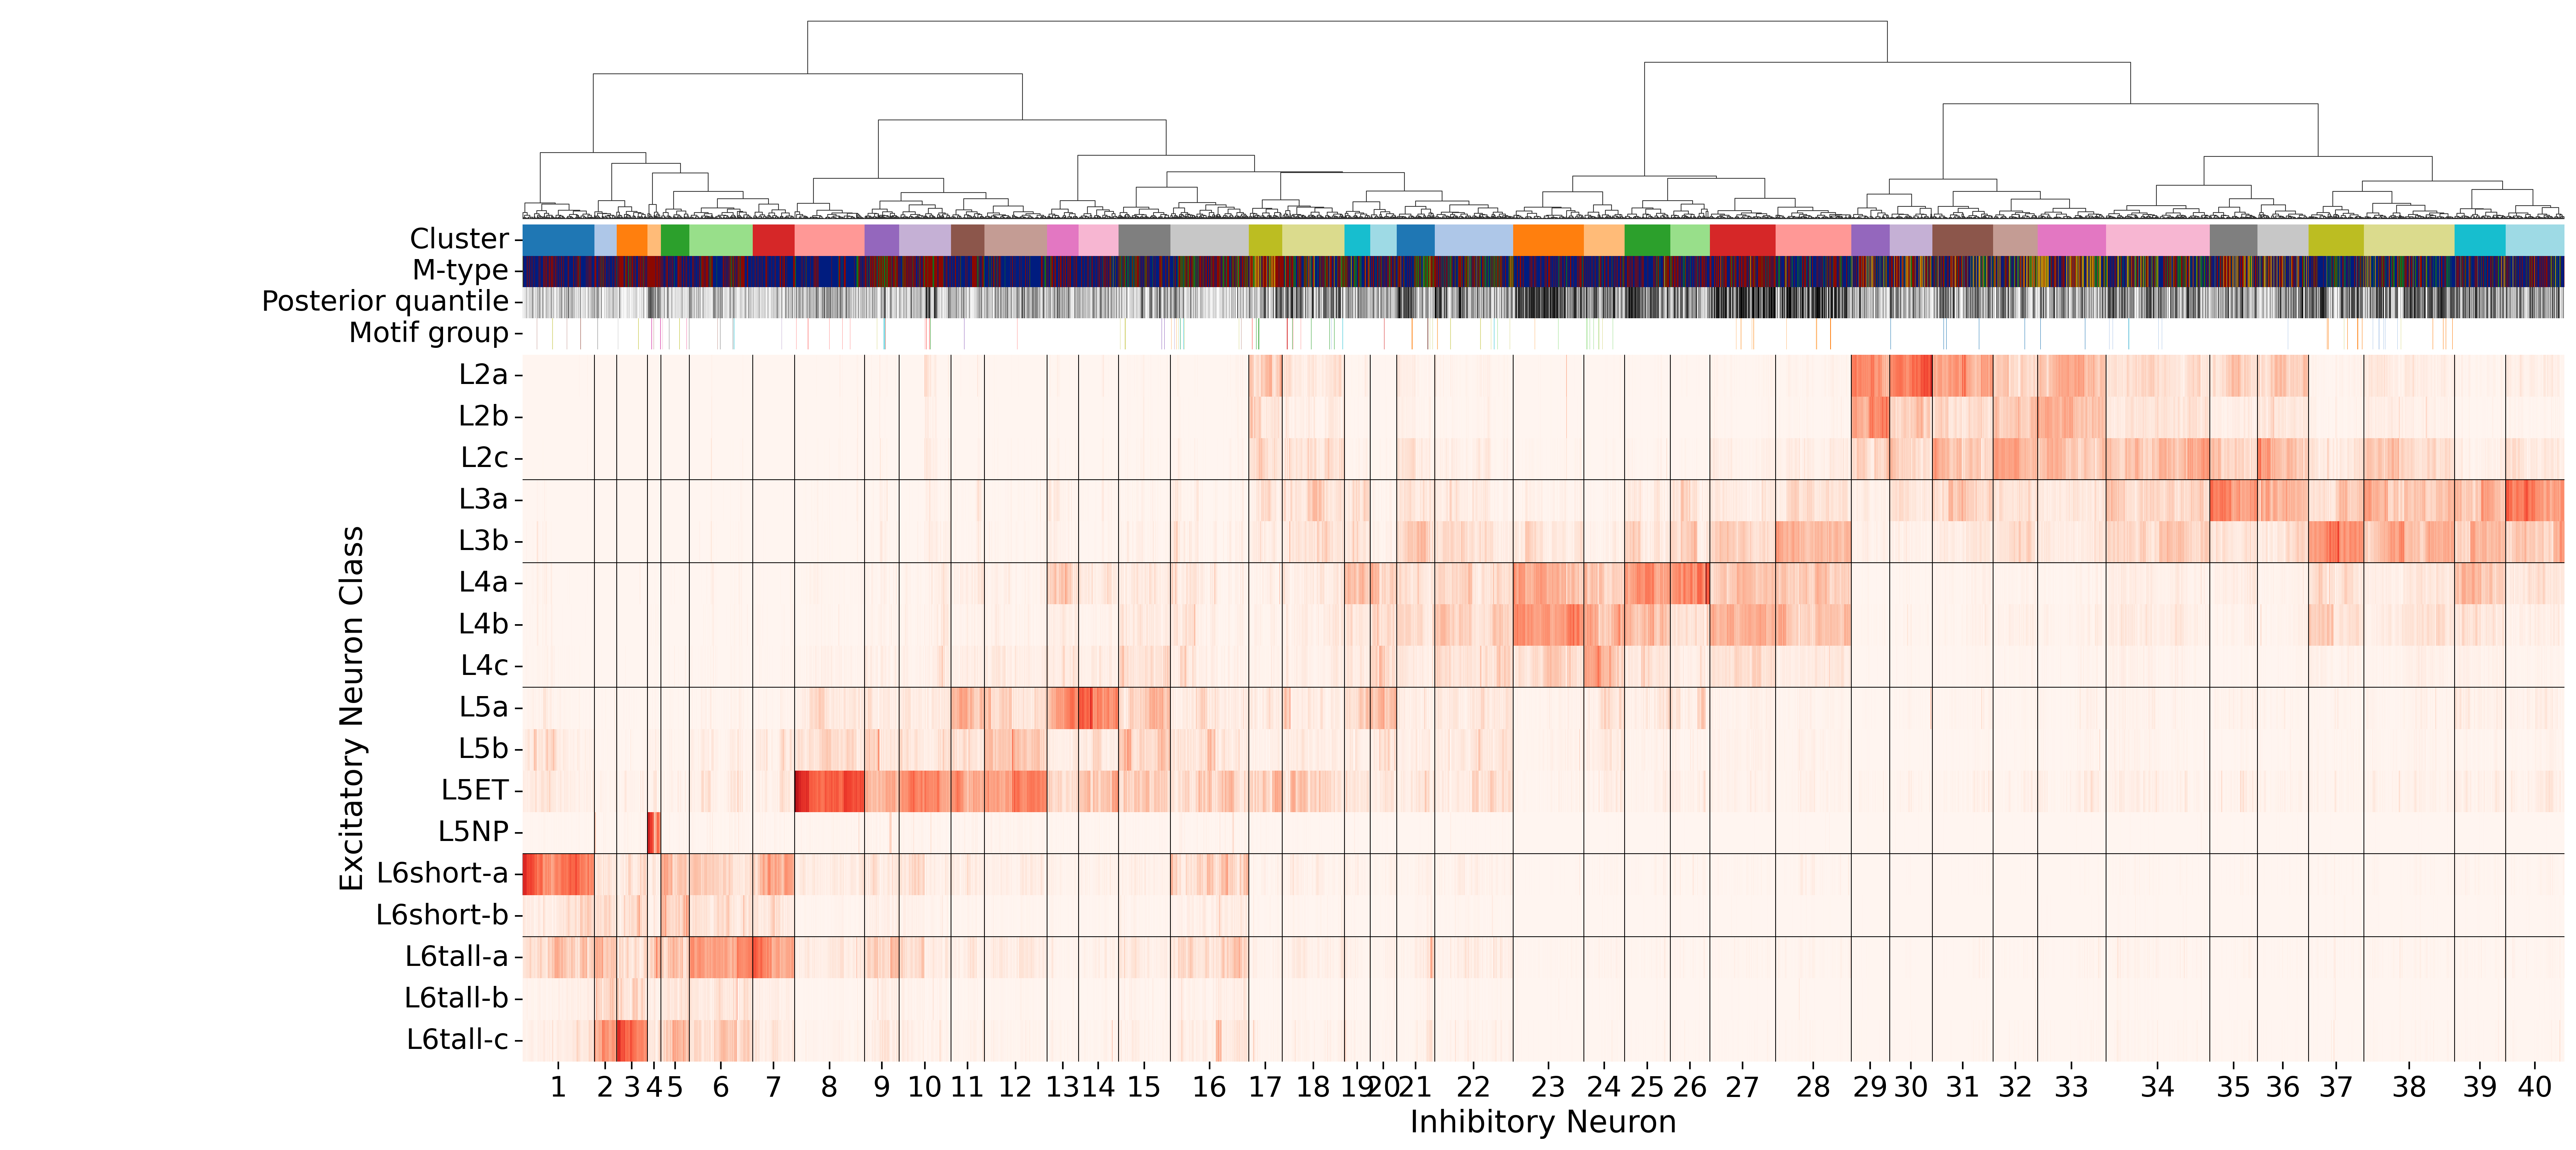 Cluster
M-type
Posterior quantile
Motif group
L2a
L2b
L2c
L3a
L3b
L4a
L4b
L4c
L5a
L5b
L5ET
L5NP
L6short-a
L6short-b
L6tall-a
L6tall-b
L6tall-c
Excitatory Neuron Class
1 2 3 4 5 6 7 8 9 10 11 12 13 14 15 16 17 18 19 20 21 22 23 24 25 26 27 28 29 30 31 32 33 34 35 36 37 38 39 40
Inhibitory Neuron